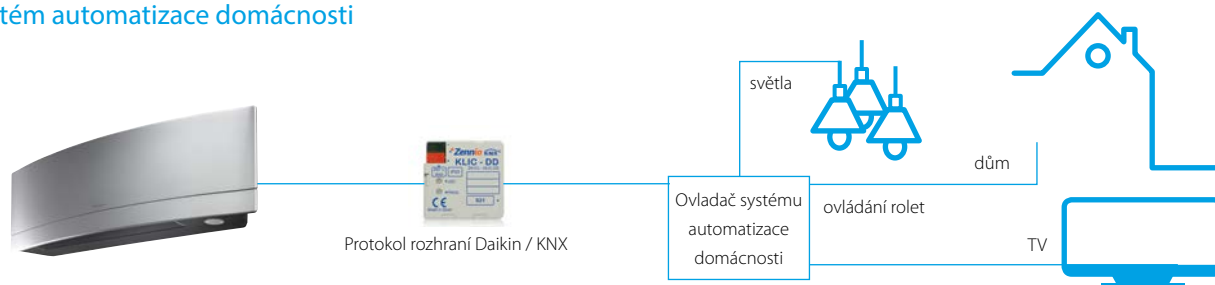 tém automatizace domácnosti
světla
Zennio KNX
KLIC - DD
dům
Ovladač systému
automatizace
domácnosti
ovládání rolet
Protokol rozhraní Daikin / KNX
TV
CE